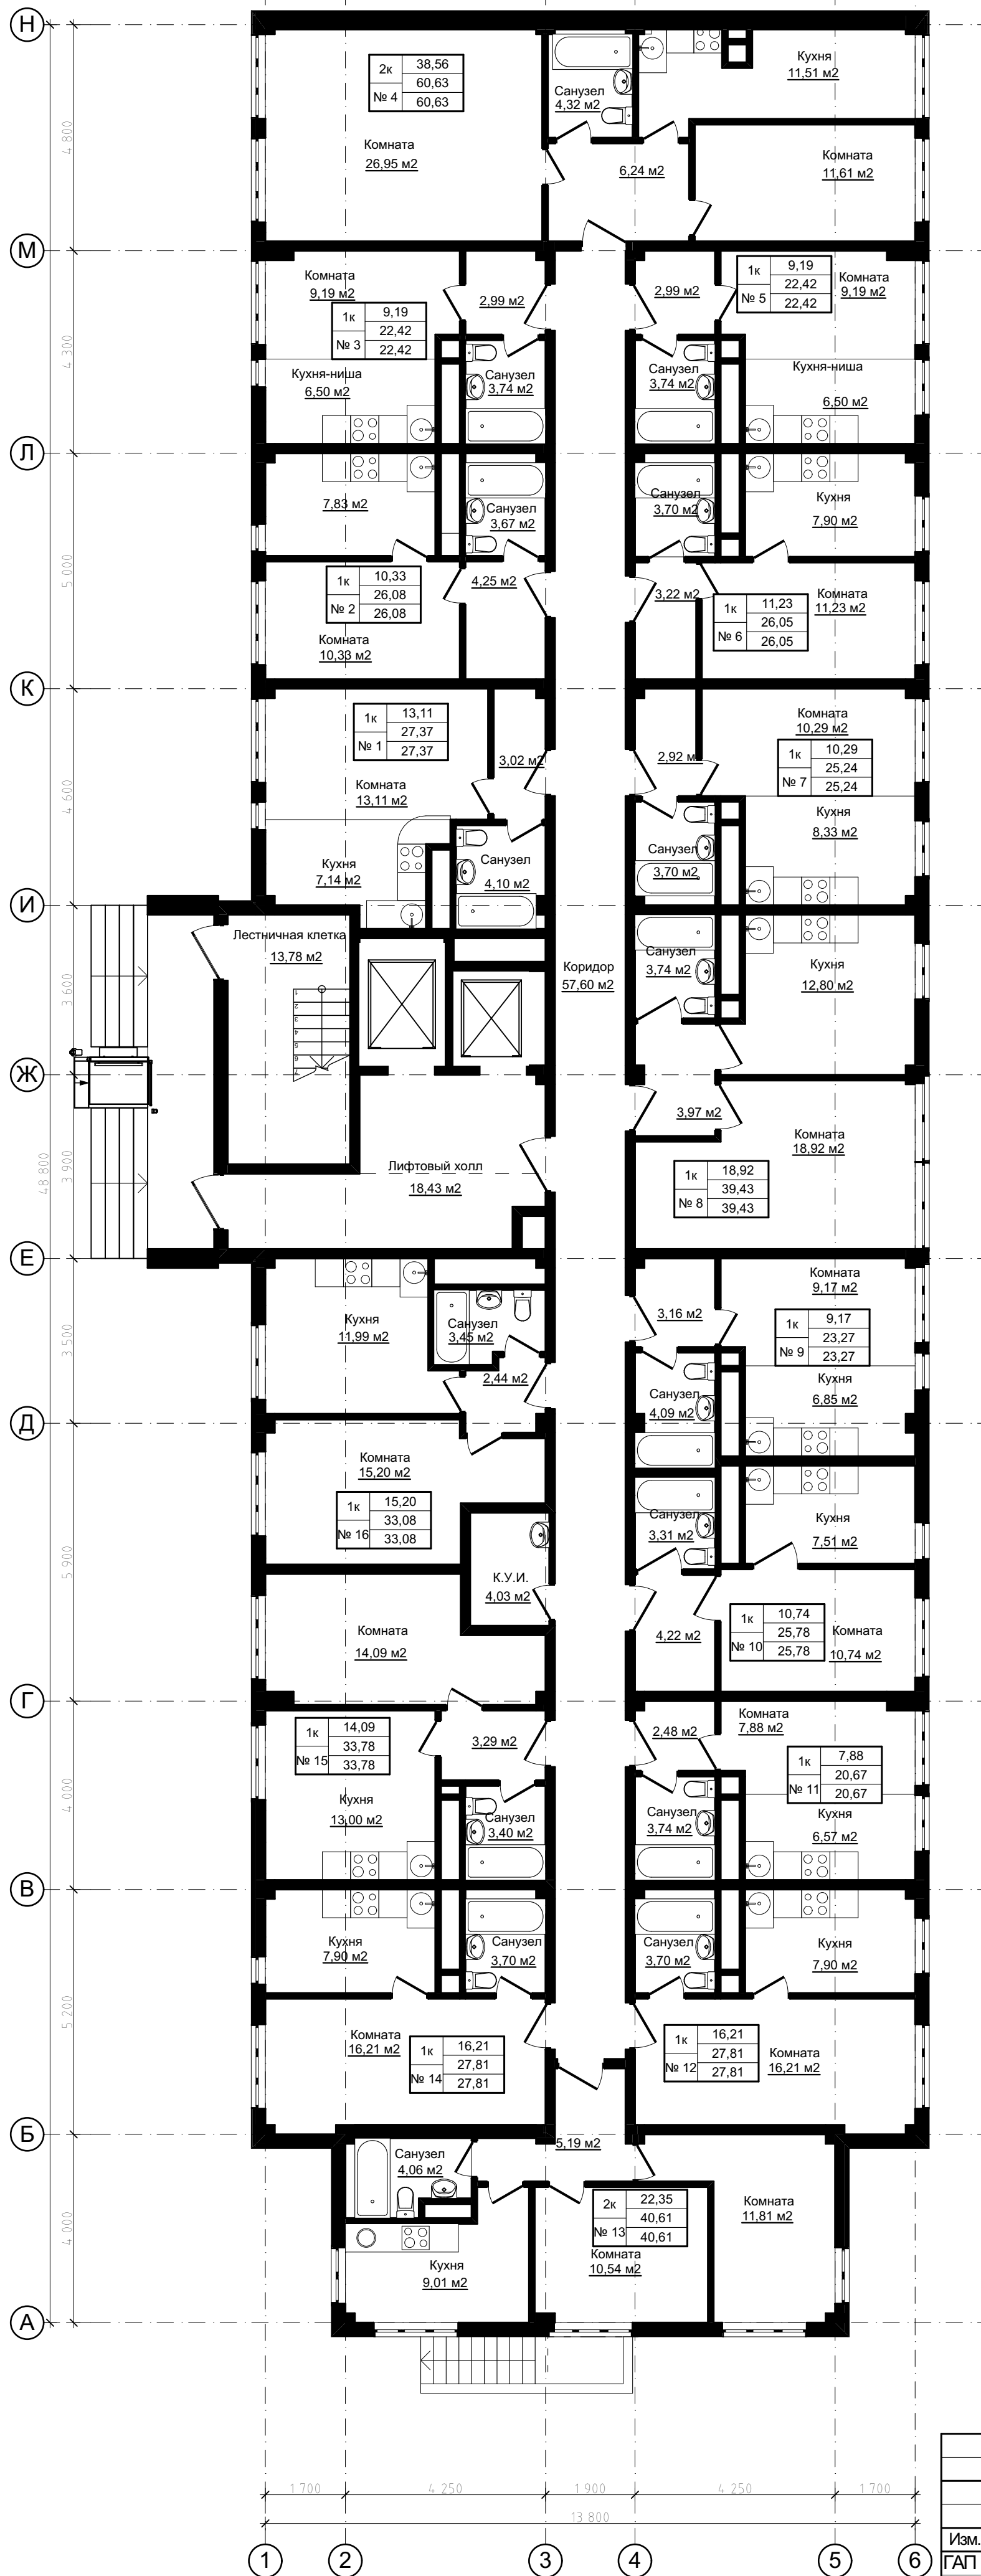 Н
2к 38,56
60,63
№ 4 60,63
Комната
26,95 м2
Санузел
4,32 м2
Кухня
11,51 м2
6,24 м2
Комната
11,61 м2
4 800
М
Комната
9,19 м2
1к 9,19
22,42
№ 3 22,42
2,99 м2
2,99 м2
1к 9,19
22,42
№ 5 22,42
Комната
9,19 м2
4 300
Кухня-ниша
6,50 м2
Санузел
3,74 м2
Санузел
3,74 м2
Кухня-ниша
6,50 м2
Л
7,83 м2
Санузел
3,67 м2
Санузел
3,70 м2
Кухня
7,90 м2
5 000
1к 10,33
26,08
№ 2 26,08
4,25 м2
3,22 м2
1к 11,23
26,05
№ 6 26,05
Комната
11,23 м2
Комната
10,33 м2
К
1к 13,11
27,37
№ 1 27,37
3,02 м2
2,92 м2
Комната
10,29 м2
1к 10,29
25,24
№ 7 25,24
4 600
Комната
13,11 м2
Кухня
7,14 м2
Санузел
4,10 м2
Санузел
3,70 м2
Кухня
8,33 м2
И
Лестничная клетка
13,78 м2
Коридор
57,60 м2
Санузел
3,74 м2
Кухня
12,80 м2
3 600
1
2
3
4
5
6
7
Ж
3,97 м2
Комната
18,92 м2
48 800
3 900
Лифтовый холл
18,43 м2
1к 18,92
39,43
№ 8 39,43
Е
Кухня
11,99 м2
Санузел
3,45 м2
2,44 м2
3,16 м2
Комната
9,17 м2
1к 9,17
23,27
№ 9 23,27
3 500
Санузел
4,09 м2
Кухня
6,85 м2
Д
Комната
15,20 м2
1к 15,20
33,08
№ 16 33,08
Санузел
3,31 м2
Кухня
7,51 м2
5 900
К.У.И.
4,03 м2
Комната
14,09 м2
4,22 м2
1к 10,74
25,78
№ 10 25,78
Комната
10,74 м2
Г
1к 14,09
33,78
№ 15 33,78
3,29 м2
2,48 м2
Комната
7,88 м2
1к 7,88
20,67
№ 11 20,67
4 000
Кухня
13,00 м2
Санузел
3,40 м2
Санузел
3,74 м2
Кухня
6,57 м2
В
Кухня
7,90 м2
Санузел
3,70 м2
Санузел
3,70 м2
Кухня
7,90 м2
5 200
Комната
16,21 м2
1к 16,21
27,81
№ 14 27,81
1к 16,21
27,81
№ 12 27,81
Комната
16,21 м2
Б
5,19 м2
Санузел
4,06 м2
2к 22,35
40,61
№ 13 40,61
Комната
11,81 м2
4 000
Кухня
9,01 м2
Комната
10,54 м2
А
1 700 4 250 1 900 4 250 1 700
13 800
1 2 3 4 5 6
Изм.
ГАП